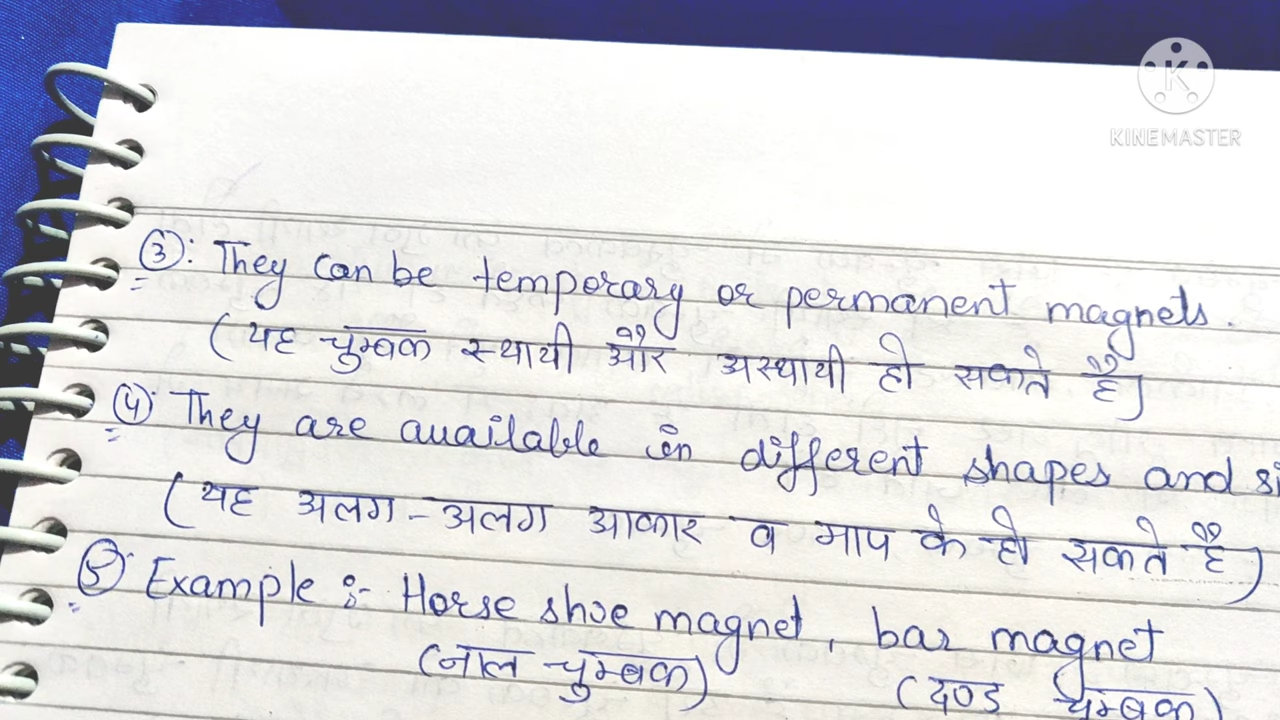 KINEMASTER
③: They can be temporary or permanent magnets.
(यह चुम्बक स्थायी और अस्थायी हो सकते है)
④: They are available in different shapes and si
(यह अलग-अलग आकार व माप के हो सकते है)
⑤: Example :- Horse shoe magnet, bar magnet
(नाल चुम्बक) (दण्ड चुम्बक)